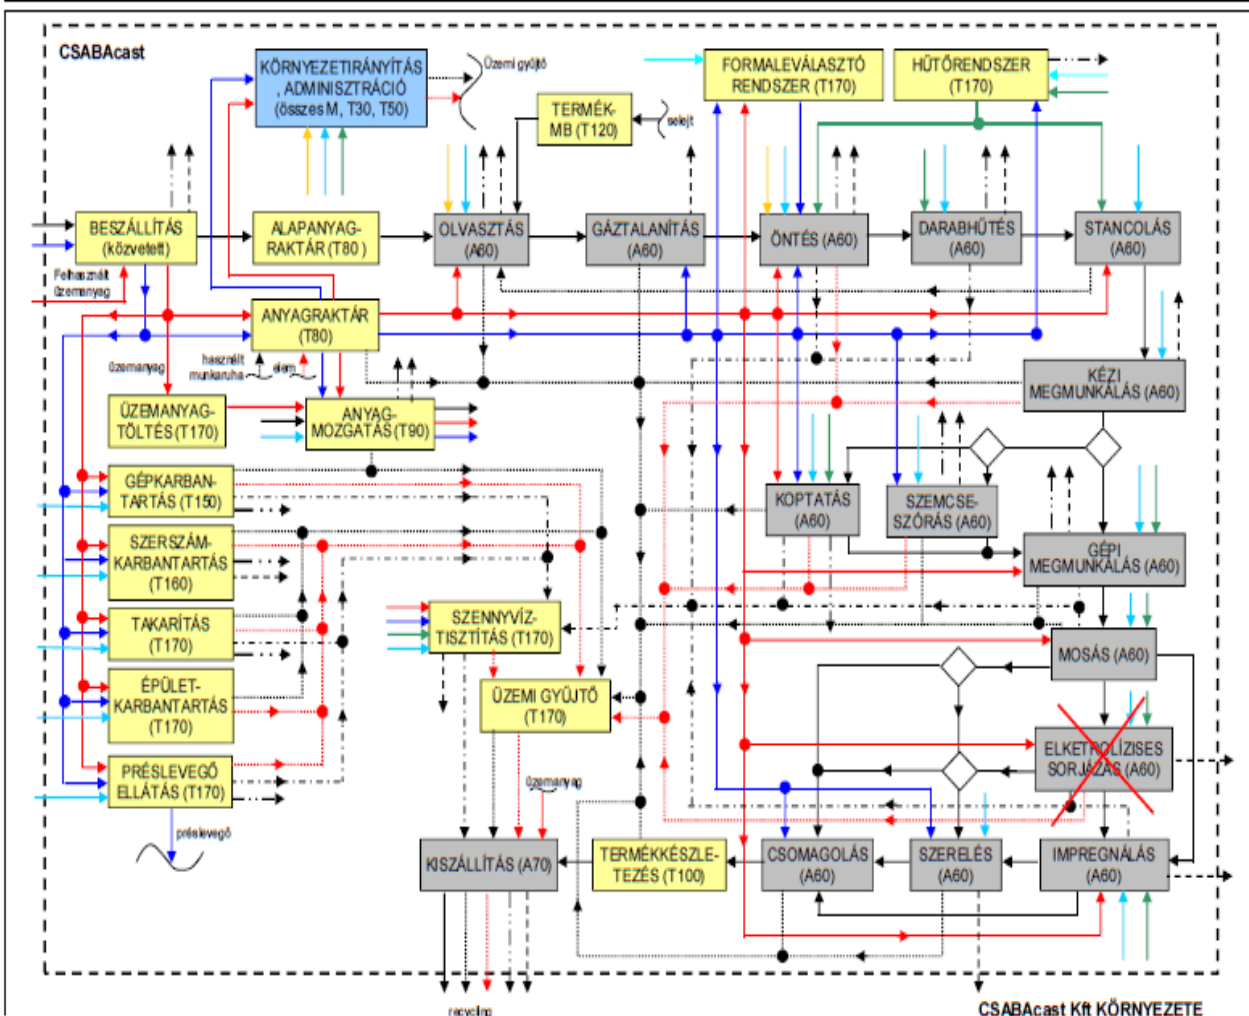 CSABAcast
KÖRNYEZETIRÁNYÍTÁS
, ADMINISZTRÁCIÓ
(összes M, T30, T50)
Üzemi gyűjtő
TERMÉK-
MB (T120)
selejt
FORMALEVÁLASZTÓ
RENDSZER (T170)
HŰTŐRENDSZER
(T170)
BESZÁLLÍTÁS
(közvetett)
ALAPANYAG-
RAKTÁR (T80 )
OLVASZTÁS
(A60)
GÁZTALANÍTÁS
(A60)
ÖNTÉS (A60)
DARABHŰTÉS
(A60)
STANCOLÁS
(A60)
Felhasznált
üzemanyag
ANYAGRAKTÁR
(T80)
üzemanyag
használt
munkaruha
elem
KÉZI
MEGMUNKÁLÁS (A60)
ÜZEMANYAG-
TÖLTÉS (T170)
ANYAG-
MOZGATÁS (T90)
GÉPKARBAN-
TARTÁS (T150)
KOPTATÁS
(A60)
SZEMCSE-
SZÓRÁS (A60)
SZERSZÁM-
KARBANTARTÁS
(T160)
GÉPI
MEGMUNKÁLÁS (A60)
TAKARÍTÁS
(T170)
SZENNYVÍZ-
TISZTÍTÁS (T170)
MOSÁS (A60)
ÉPÜLET-
KARBANTARTÁS
(T170)
ÜZEMI GYŰJTŐ
(T170)
ELKETROLÍZISES
SORJÁZÁS (A60)
PRÉSLEVEGŐ
ELLÁTÁS (T170)
üzemanyag
préslevegő
KISZÁLLÍTÁS (A70)
TERMÉKKÉSZLE-
TEZÉS (T100)
CSOMAGOLÁS
(A60)
SZERELÉS
(A60)
IMPREGNÁLÁS
(A60)
recycling
CSABAcast Kft KÖRNYEZETE